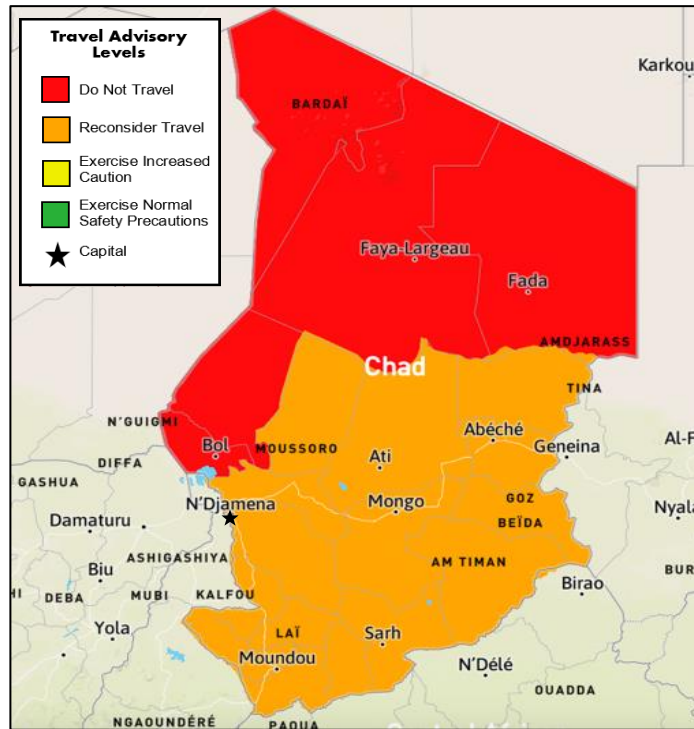 Travel Advisory
Levels
Do Not Travel
Reconsider Travel
Exercise Increased
Caution
Exercise Normal
Safety Precautions
Capital
Karkou
BARDAÏ
Faya-Largeau
Fada
AMDJARASS
Chad
TINA
N'GUIGMI
Bol
MOUSSORO
Abéché
Geneina
Al-F
DIFFA
Ati
GASHUA
N'Djamena
Mongo
GOZ
BEÏDA
Nyala
Damaturu
ASHIGASHIYA
AM TIMAN
Biu
Birao
BUR
HI
DEBA
MUBI
KALFOU
Yola
LAÏ
Sarh
Moundou
N'Délé
OUADDA
NGAOUNDÉRÉ
PAOUA